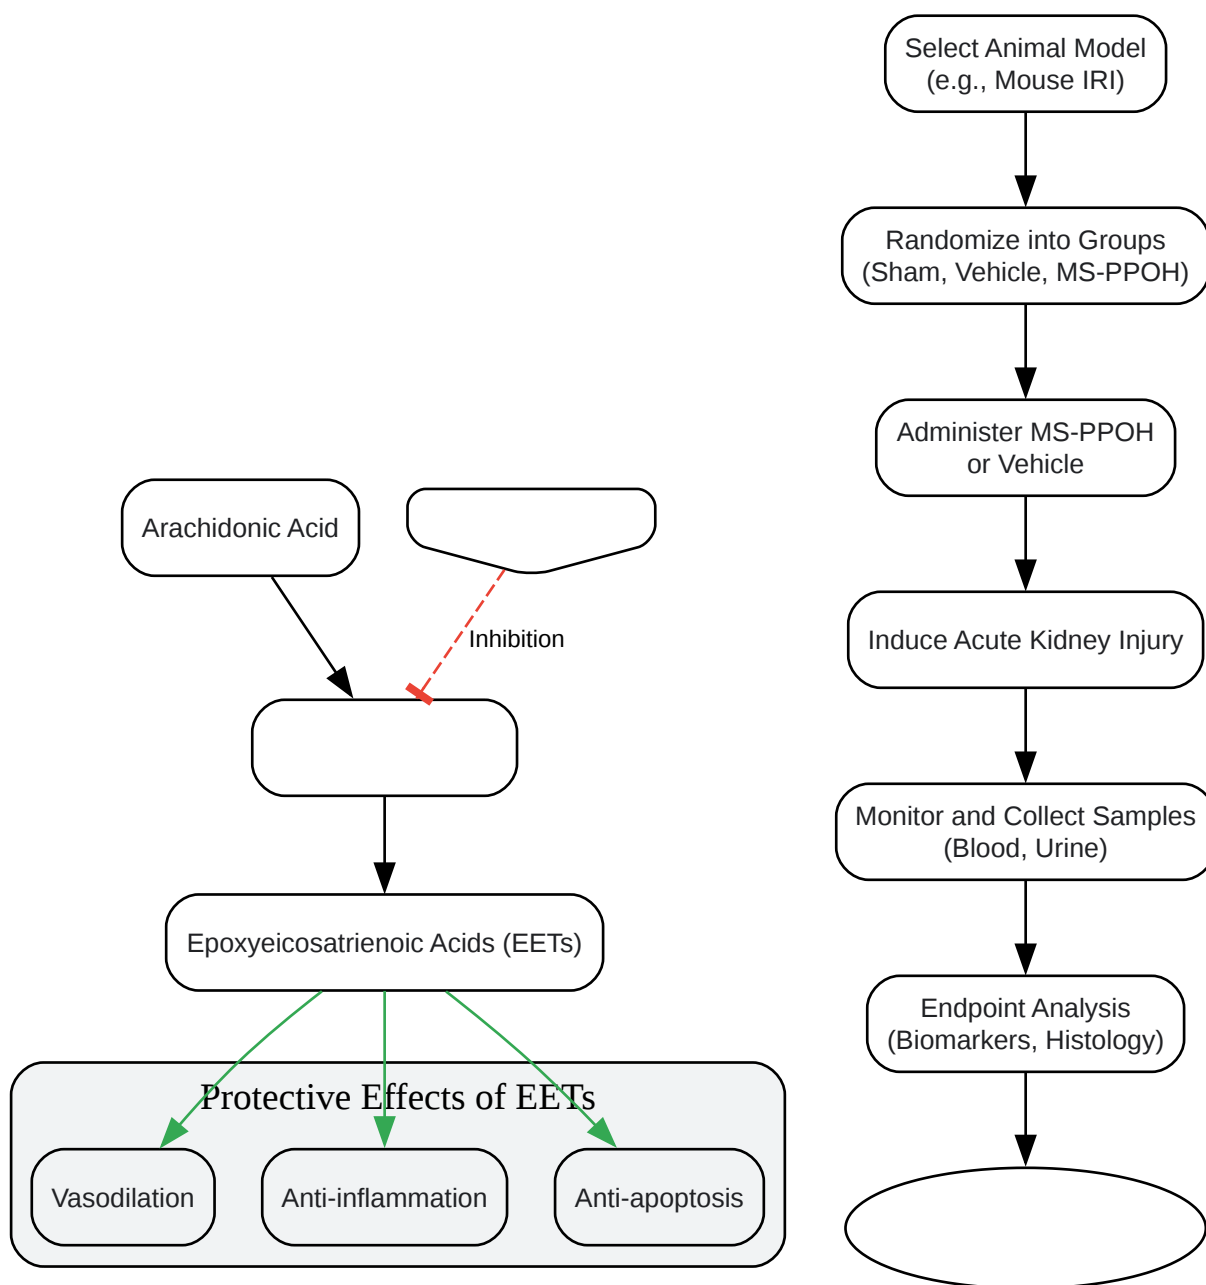 Select Animal Model
(e.g., Mouse IRI)
Randomize into Groups
(Sham, Vehicle, MS-PPOH)
Administer MS-PPOH
or Vehicle
Arachidonic Acid
Inhibition
Induce Acute Kidney Injury
Monitor and Collect Samples
(Blood, Urine)
Epoxyeicosatrienoic Acids (EETs)
Endpoint Analysis
(Biomarkers, Histology)
Protective Effects of EETs
Vasodilation
Anti-inflammation
Anti-apoptosis